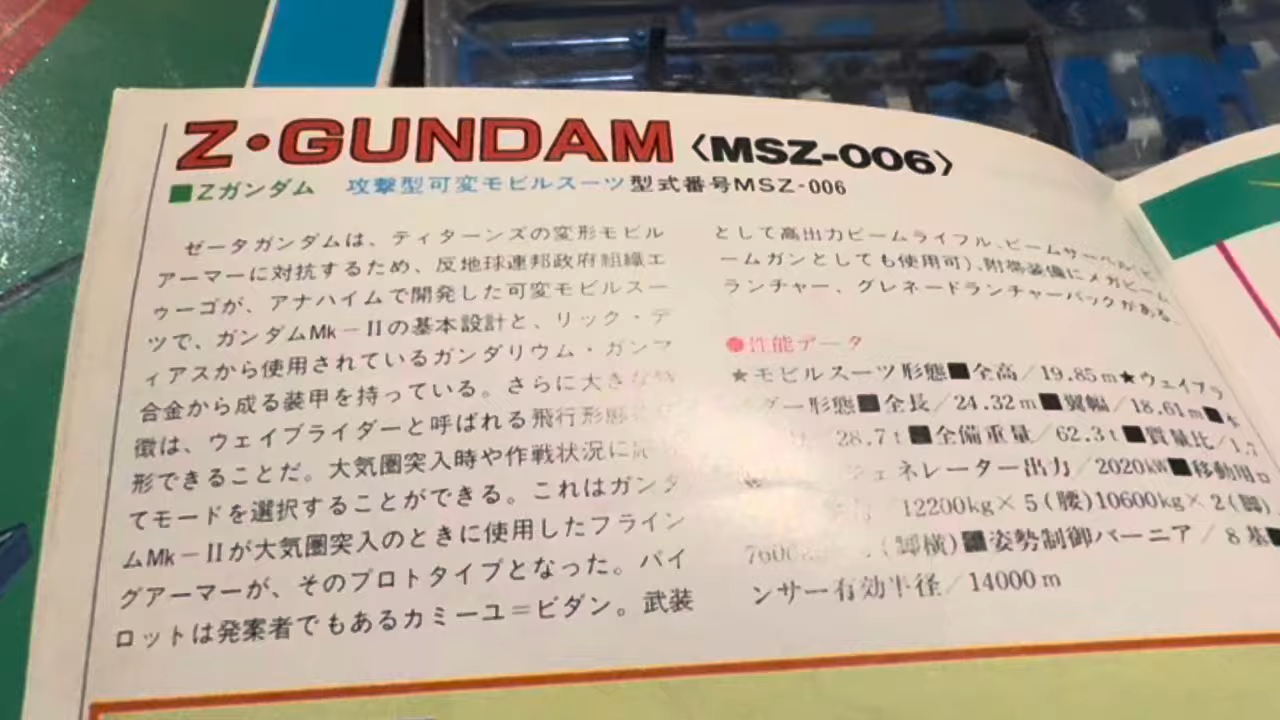 Z・GUNDAM〈MSZ-006〉
■Zガンダム 攻撃型可変モビルスーツ型式番号MSZ-006
ゼータガンダムは、ティターンズの変形モビル
アーマーに対抗するため、反地球連邦政府組織エ
ゥーゴが、アナハイムで開発した可変モビルスー
ツで、ガンダムMk-IIの基本設計と、リック・デ
ィアスから使用されているガンダリウム・ガンマ
合金から成る装甲を持っている。さらに大きな
徴は、ウェイブライダーと呼ばれる飛行形態
形できることだ。大気圏突入時や作戦状況に
てモードを選択することができる。これはガンダ
ムMk-IIが大気圏突入のときに使用したフライン
グアーマーが、そのプロトタイプとなった。パイ
ロットは発案者でもあるカミーユ=ビダン。武装
として高出力ビームライフル、ビームサーベル(ビ
ームガンとしても使用可)、附帯装備にメガビーム
ランチャー、グレネードランチャーパックがある。
●性能データ
★モビルスーツ形態■全高/19.85m★ウェイブラ
ダー形態■全長/24.32m■翼幅/18.61m■本
28.7t■全備重量/62.3t■質量比/1.7
ジェネレーター出力/2020kW■移動用ロ
12200kg×5(腰)10600kg×2(脚)
(脚横)■姿勢制御バーニア/8基■
ンサー有効半径/14000m